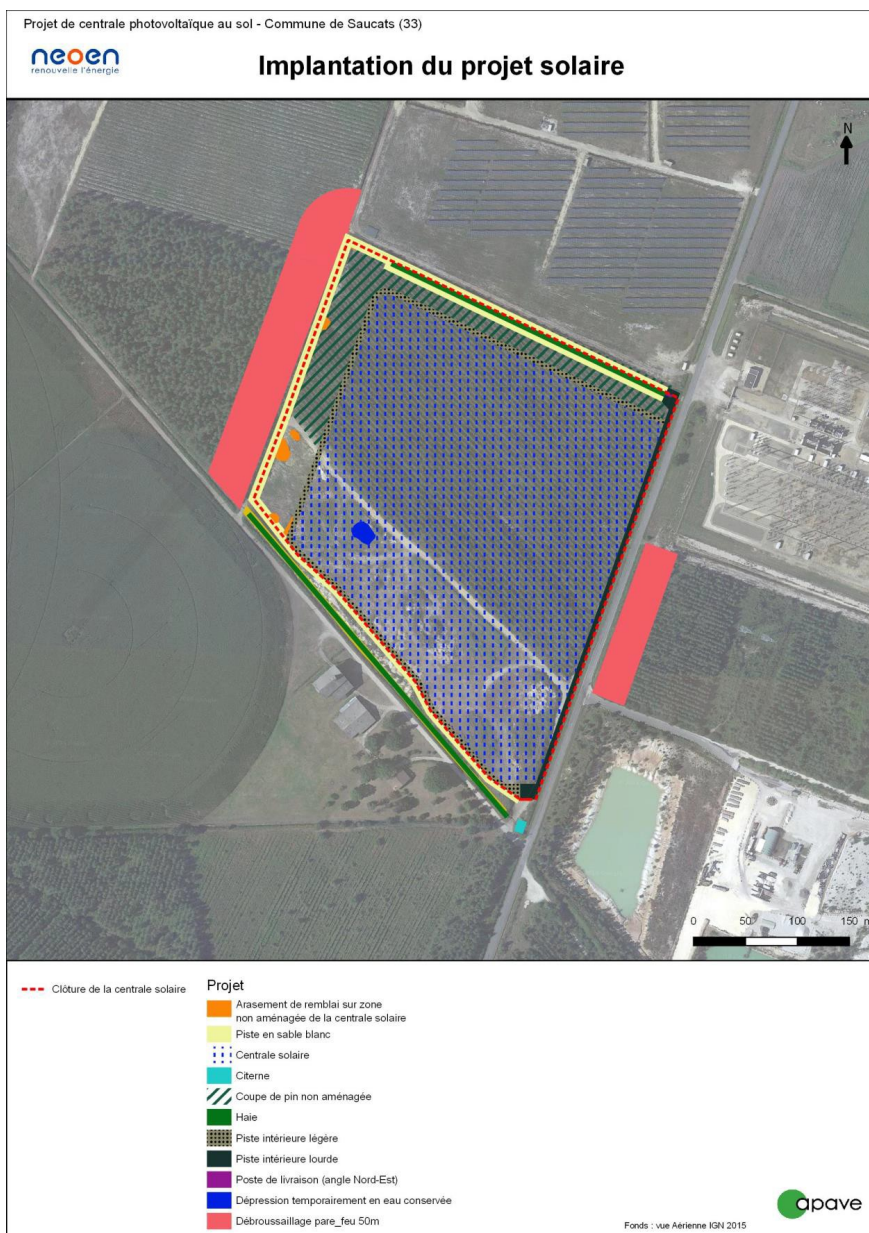 Projet de centrale photovoltaïque au sol - Commune de Saucats (33)
neoen
renouvelle l'énergie
Implantation du projet solaire
N
0 50 100 150 m
Clôture de la centrale solaire
Projet
Arasement de remblai sur zone
non aménagée de la centrale solaire
Piste en sable blanc
Centrale solaire
Citerne
Coupe de pin non aménagée
Haie
Piste intérieure légère
Piste intérieure lourde
Poste de livraison (angle Nord-Est)
Dépression temporairement en eau conservée
Débroussaillage pare_feu 50m
Fonds : vue Aérienne IGN 2015
apave